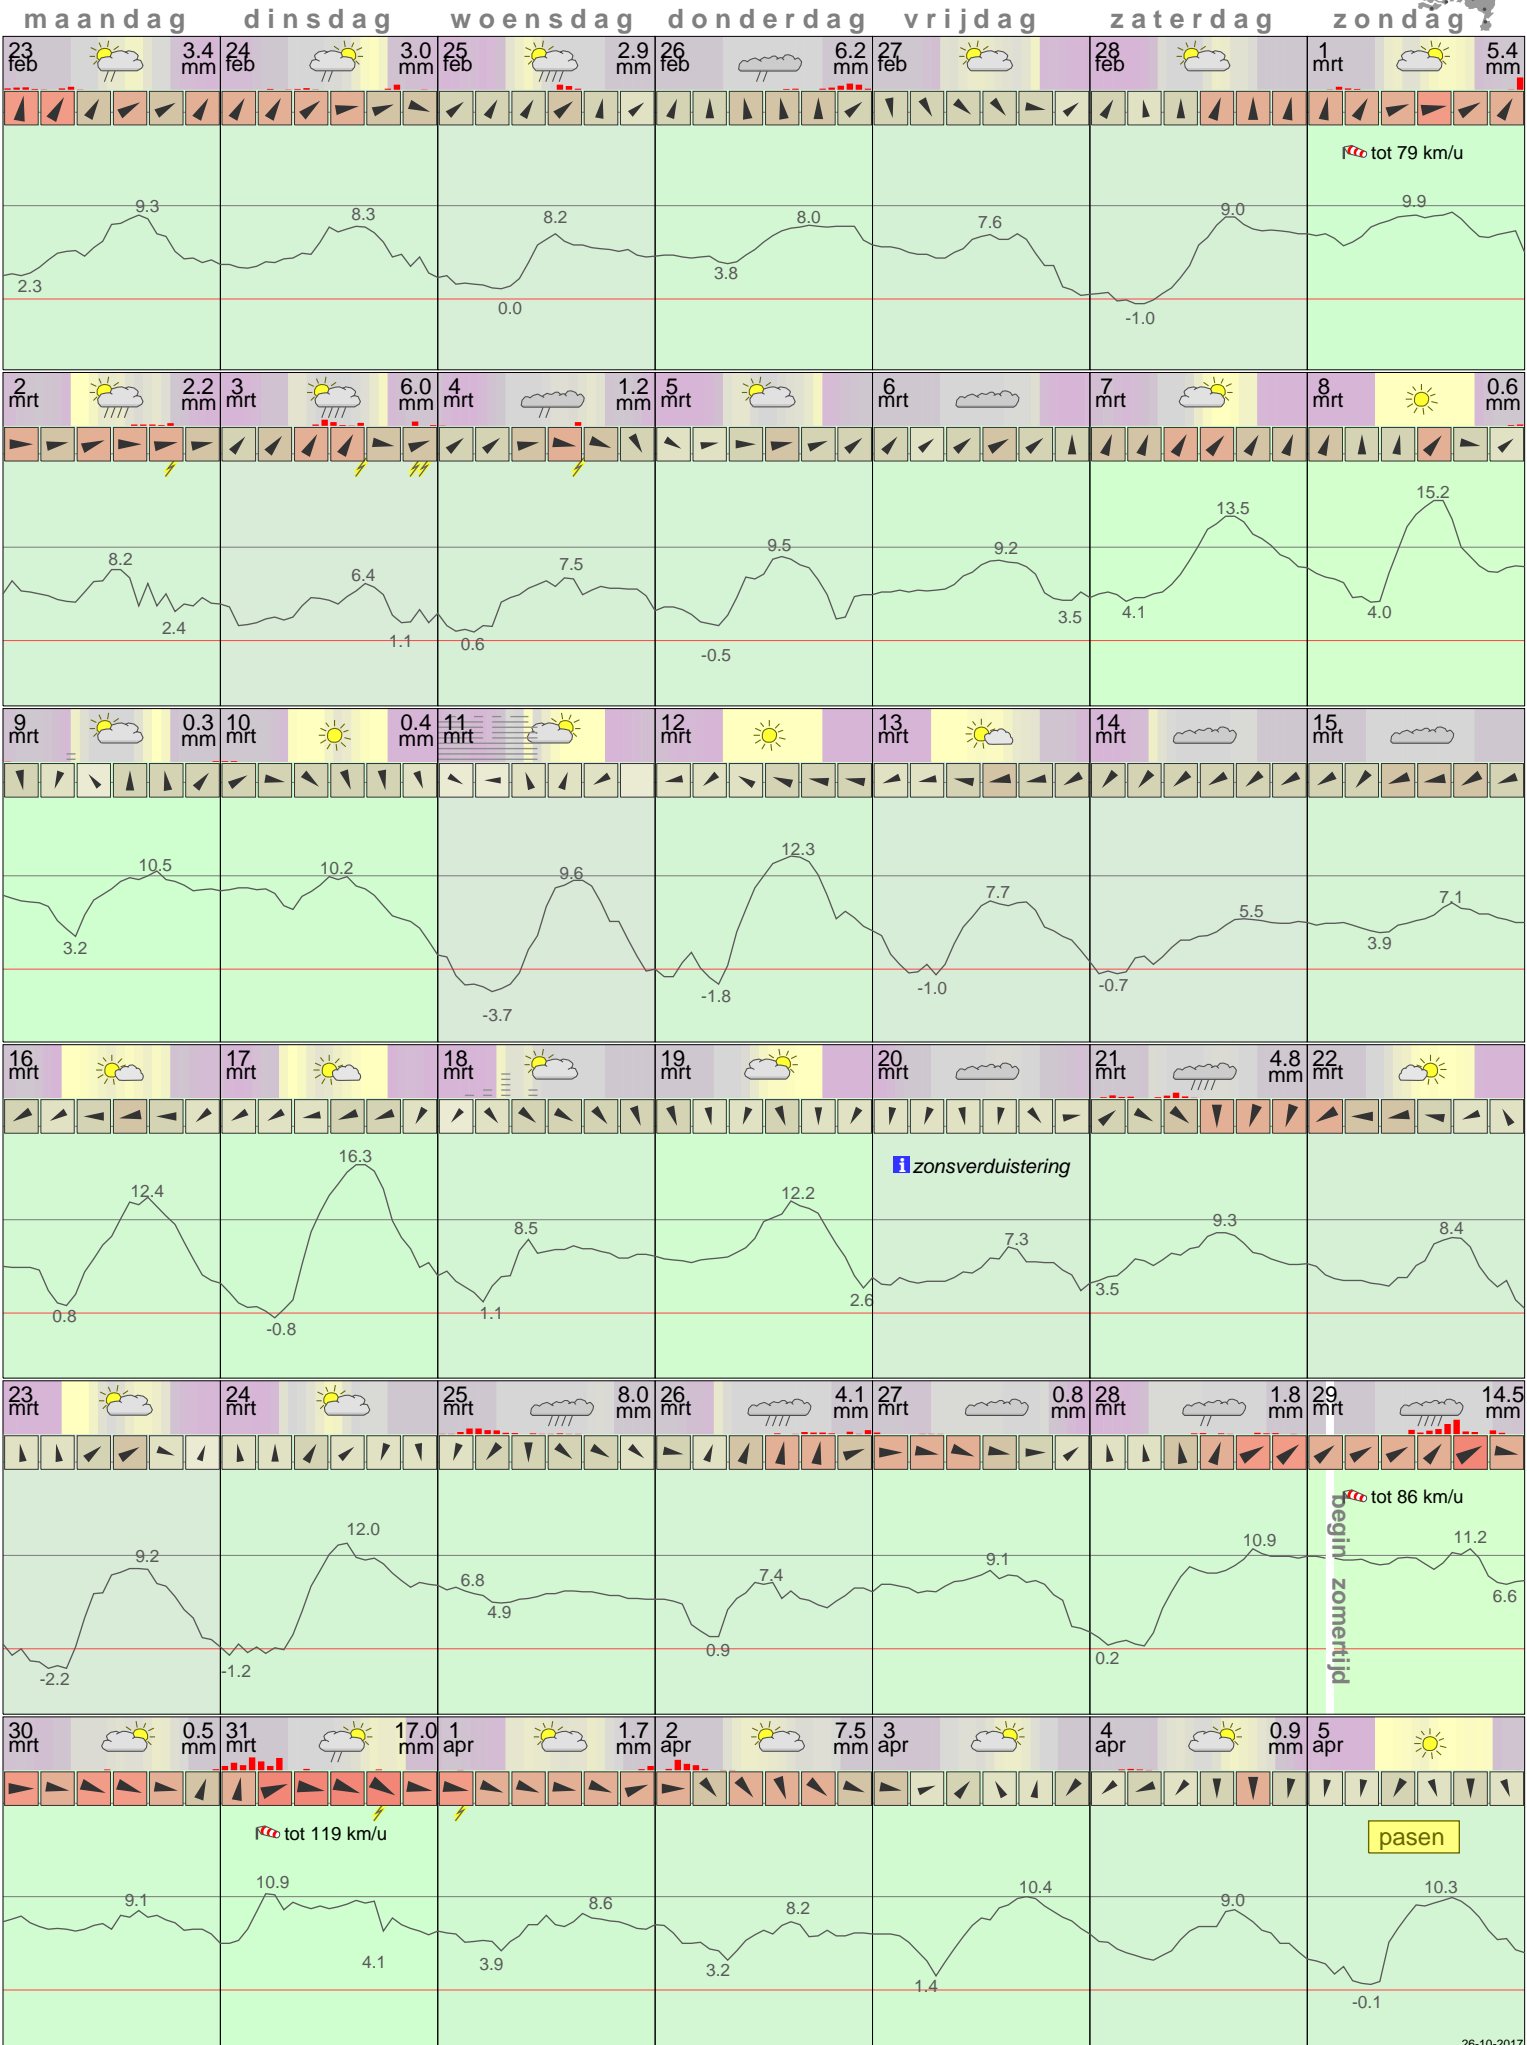 maandag dinsdag woensdag donderdag vrijdag zaterdag zondag
23 feb 3.4 mm 24 feb 3.0 mm 25 feb 2.9 mm 26 feb 6.2 mm 27 feb 28 feb 1 mrt 5.4 mm
tot 79 km/u
9.3 8.3 8.2 8.0 7.6 9.0 9.9
2.3 0.0 3.8 -1.0
2 mrt 2.2 mm 3 mrt 6.0 mm 4 mrt 1.2 mm 5 mrt 6 mrt 7 mrt 8 mrt 0.6 mm
8.2 6.4 7.5 9.5 9.2 13.5 15.2
2.4 1.1 0.6 -0.5 3.5 4.1 4.0
9 mrt 0.3 mm 10 mrt 0.4 mm 11 mrt 12 mrt 13 mrt 14 mrt 15 mrt
10.5 10.2 9.6 12.3 7.7 5.5 7.1
3.2 -3.7 -1.8 -1.0 -0.7 3.9
16 mrt 17 mrt 18 mrt 19 mrt 20 mrt 21 mrt 4.8 mm 22 mrt
i zonsverduistering
12.4 16.3 8.5 12.2 7.3 9.3 8.4
0.8 -0.8 1.1 2.6 3.5
23 mrt 24 mrt 25 mrt 8.0 mm 26 mrt 4.1 mm 27 mrt 0.8 mm 28 mrt 1.8 mm 29 mrt 14.5 mm
tot 86 km/u
begin zomertijd
9.2 12.0 6.8 7.4 9.1 10.9 11.2
-2.2 -1.2 4.9 0.9 0.2 6.6
30 mrt 0.5 mm 31 mrt 17.0 mm 1 apr 1.7 mm 2 apr 7.5 mm 3 apr 4 apr 0.9 mm 5 apr
tot 119 km/u
pasen
9.1 10.9 8.6 8.2 10.4 9.0 10.3
4.1 3.9 3.2 1.4 -0.1
26-10-2017